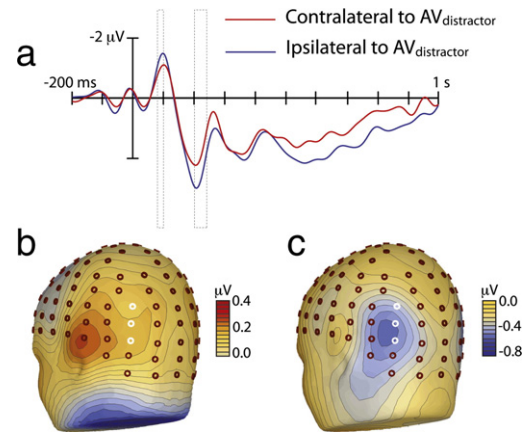 Contralateral to AVdistractor
Ipsilateral to AVdistractor
a
-2 μV
-200 ms
1 s
b
c
μV
0.4
0.2
0.0
μV
0.0
-0.4
-0.8